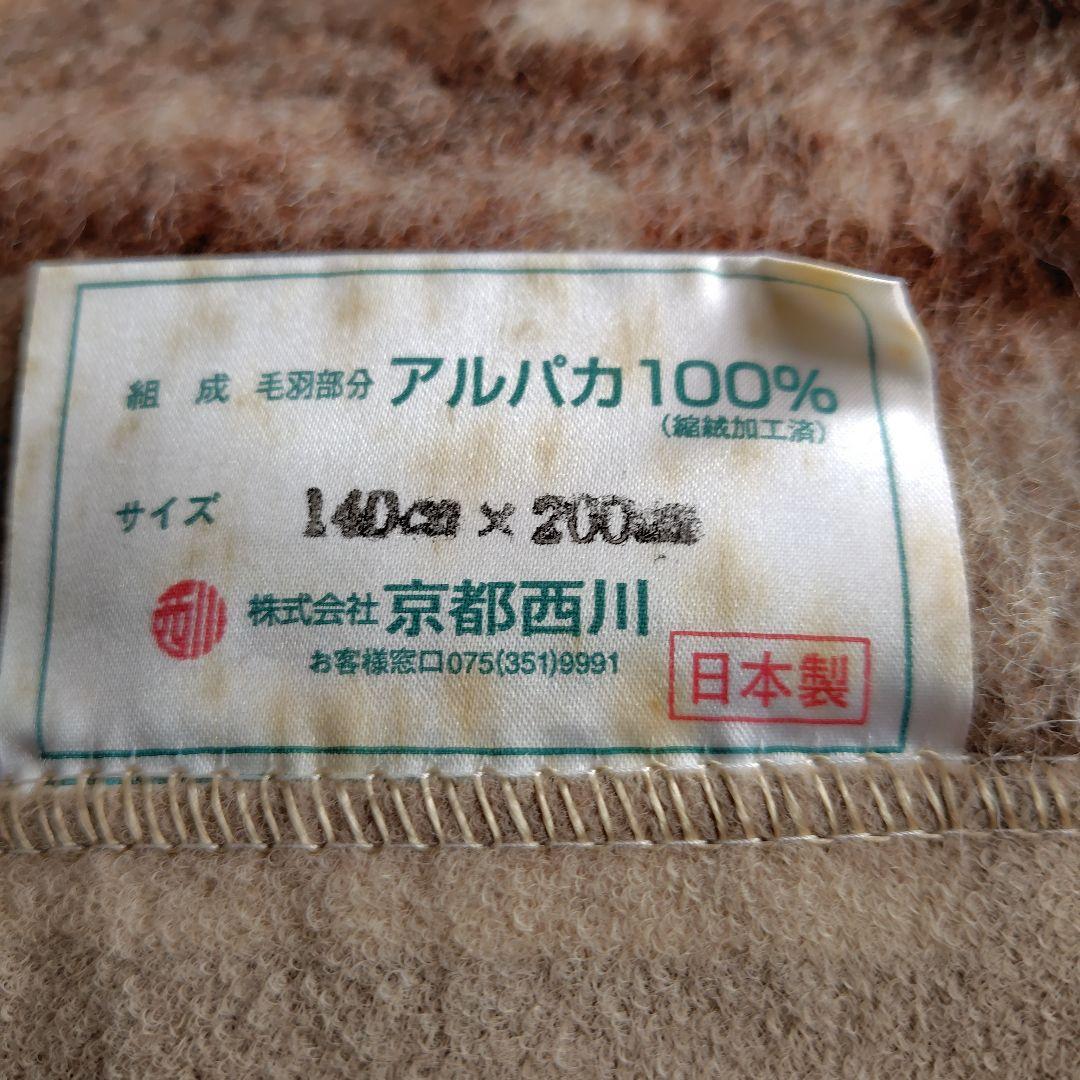 組成 毛羽部分 アルパカ100%
(縮絨加工済)
サイズ 140cm × 200cm
西川 株式会社 京都西川
お客様窓口075(351)9991
日本製